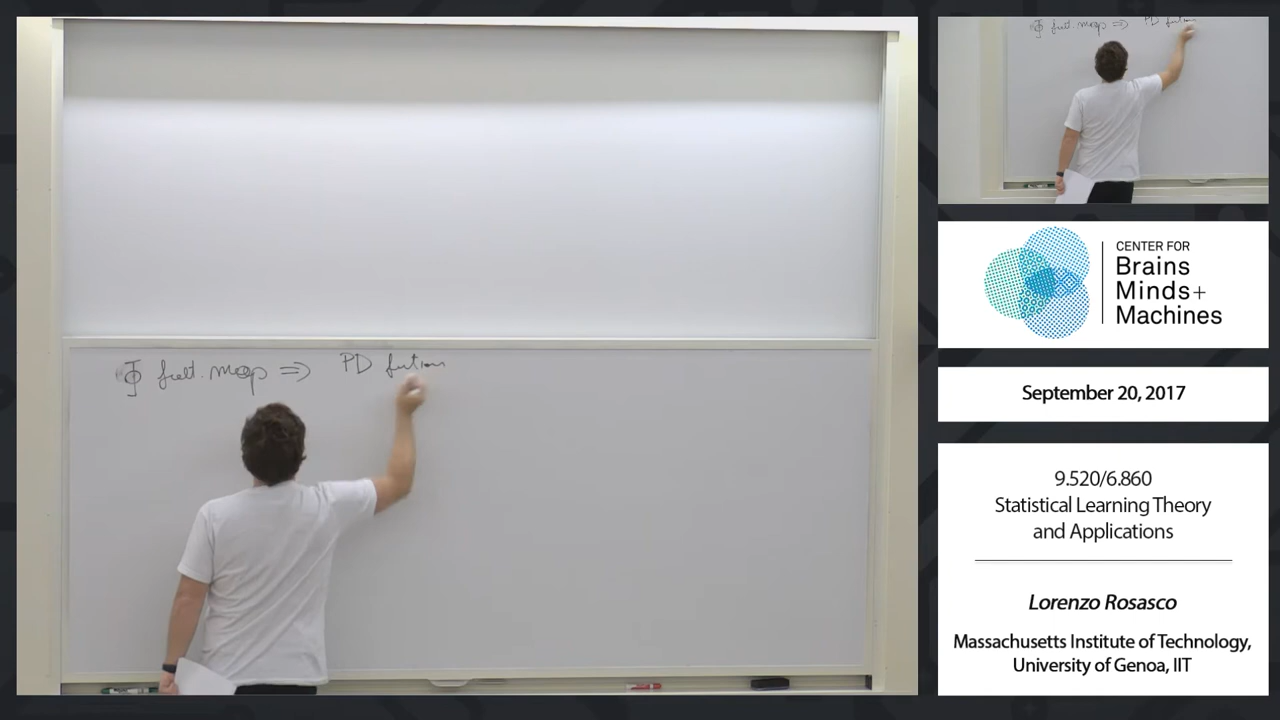 Φ feat. map ⇒ PD function
Φ feat. map ⇒ PD function
CENTER FOR
Brains
Minds+
Machines
September 20, 2017
9.520/6.860
Statistical Learning Theory
and Applications
Lorenzo Rosasco
Massachusetts Institute of Technology,
University of Genoa, IIT